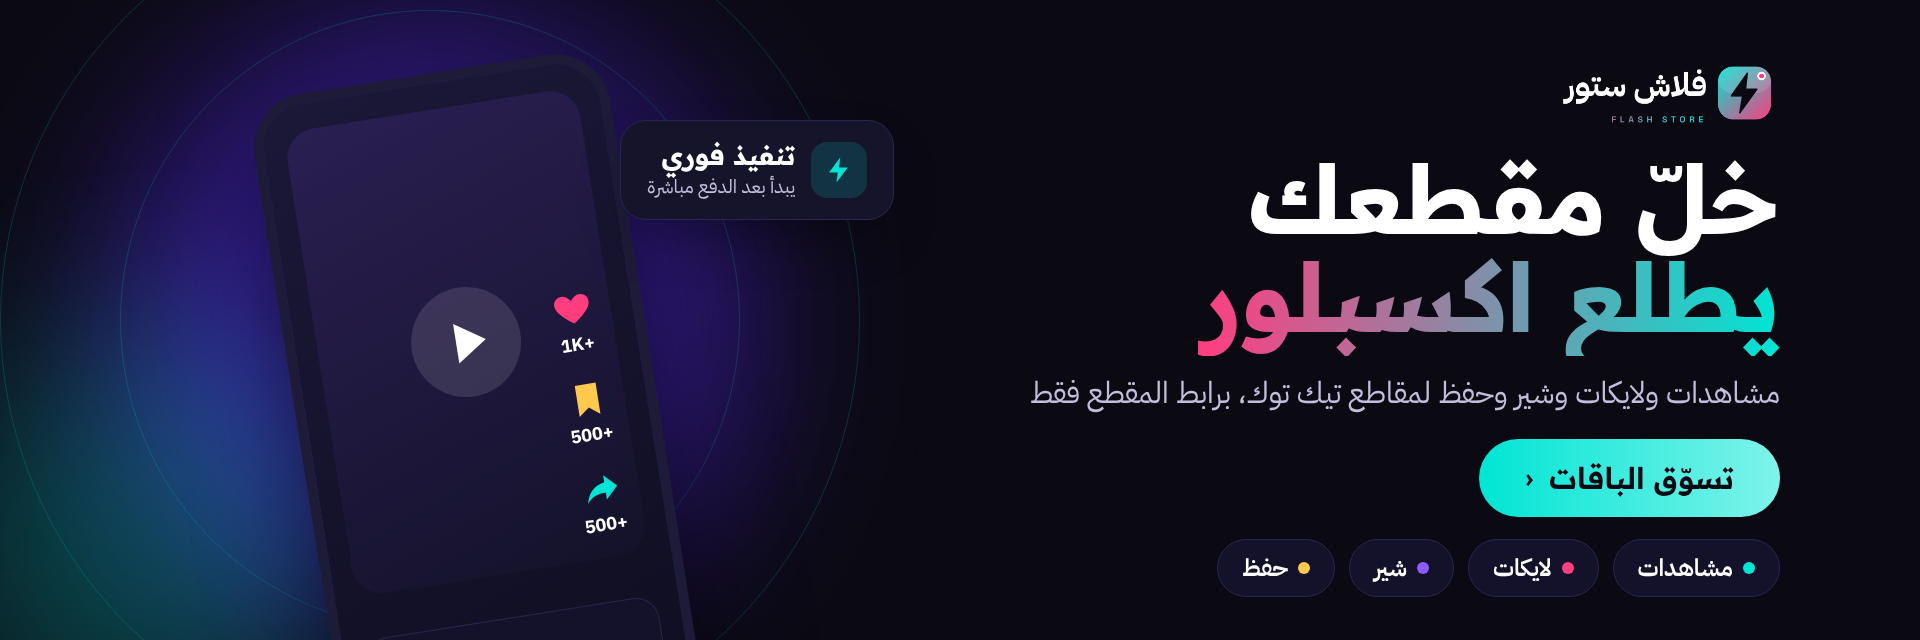 فلاش ستور
FLASH STORE
خلّ مقطعك
يطلع اكسبلور
مشاهدات ولايكات وشير وحفظ لمقاطع تيك توك، برابط المقطع فقط
تسوّق الباقات ›
مشاهدات
لايكات
شير
حفظ
تنفيذ فوري
يبدأ بعد الدفع مباشرة
1K+
500+
500+